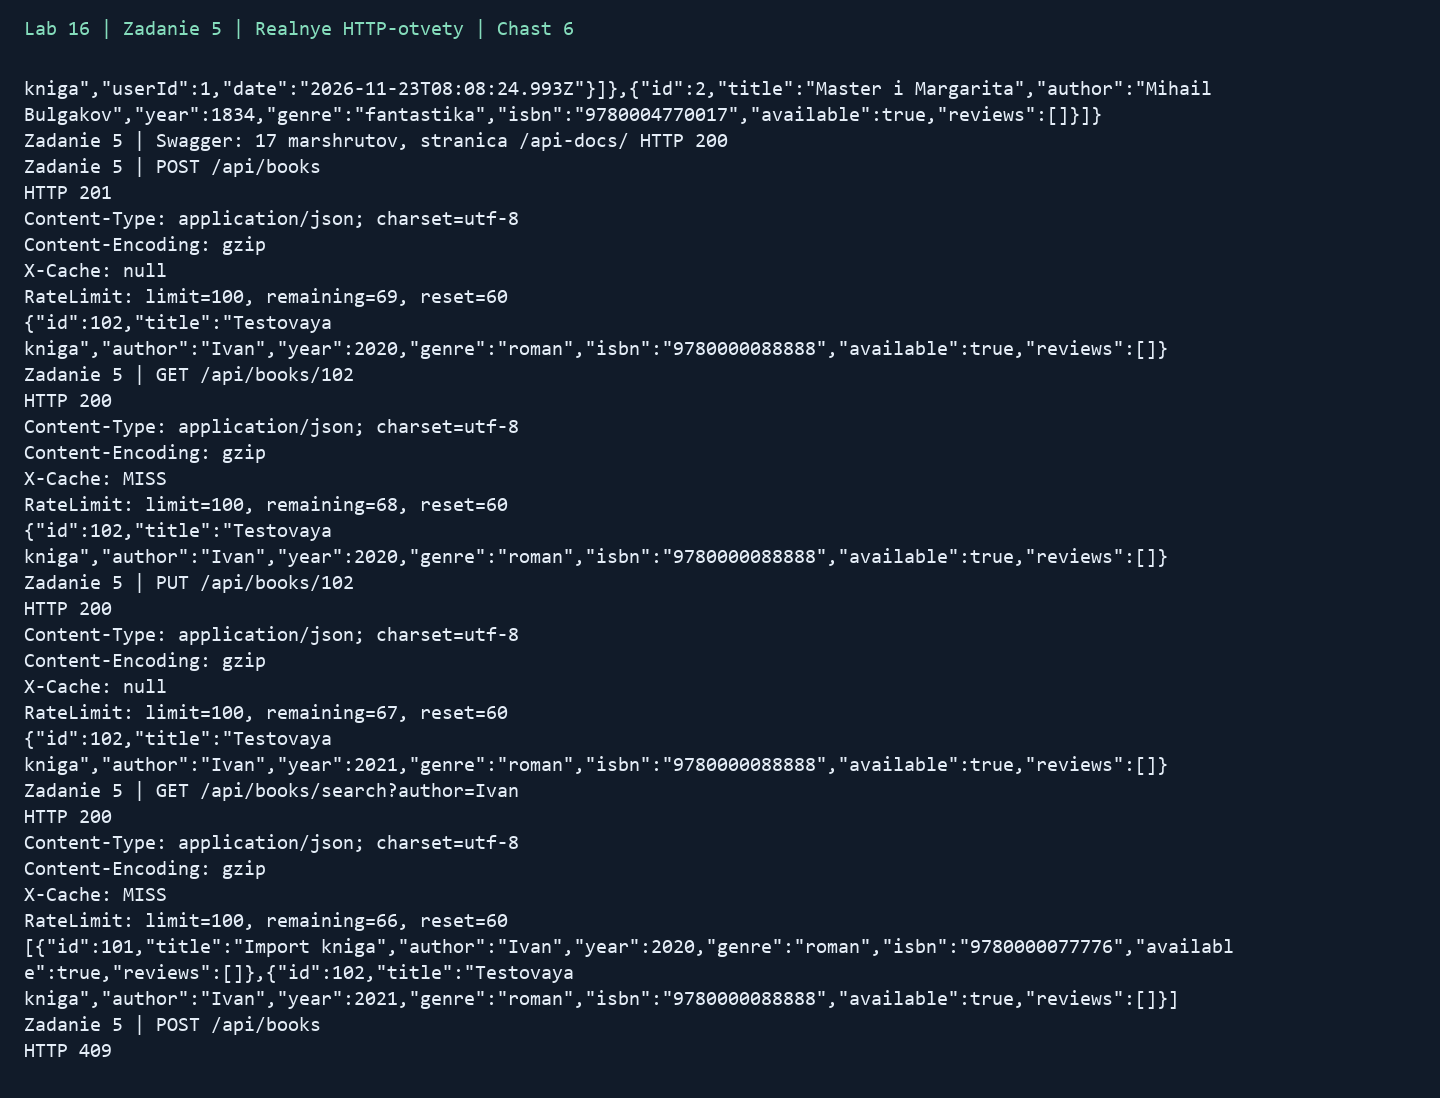 Lab 16 | Zadanie 5 | Realnye HTTP-otvety | Chast 6
kniga","userId":1,"date":"2026-11-23T08:08:24.993Z"}]},{"id":2,"title":"Master i Margarita","author":"Mihail
Bulgakov","year":1834,"genre":"fantastika","isbn":"9780004770017","available":true,"reviews":[]}]}
Zadanie 5 | Swagger: 17 marshrutov, stranica /api-docs/ HTTP 200
Zadanie 5 | POST /api/books
HTTP 201
Content-Type: application/json; charset=utf-8
Content-Encoding: gzip
X-Cache: null
RateLimit: limit=100, remaining=69, reset=60
{"id":102,"title":"Testovaya
kniga","author":"Ivan","year":2020,"genre":"roman","isbn":"9780000088888","available":true,"reviews":[]}
Zadanie 5 | GET /api/books/102
HTTP 200
Content-Type: application/json; charset=utf-8
Content-Encoding: gzip
X-Cache: MISS
RateLimit: limit=100, remaining=68, reset=60
{"id":102,"title":"Testovaya
kniga","author":"Ivan","year":2020,"genre":"roman","isbn":"9780000088888","available":true,"reviews":[]}
Zadanie 5 | PUT /api/books/102
HTTP 200
Content-Type: application/json; charset=utf-8
Content-Encoding: gzip
X-Cache: null
RateLimit: limit=100, remaining=67, reset=60
{"id":102,"title":"Testovaya
kniga","author":"Ivan","year":2021,"genre":"roman","isbn":"9780000088888","available":true,"reviews":[]}
Zadanie 5 | GET /api/books/search?author=Ivan
HTTP 200
Content-Type: application/json; charset=utf-8
Content-Encoding: gzip
X-Cache: MISS
RateLimit: limit=100, remaining=66, reset=60
[{"id":101,"title":"Import kniga","author":"Ivan","year":2020,"genre":"roman","isbn":"9780000077776","availabl
e":true,"reviews":[]},{"id":102,"title":"Testovaya
kniga","author":"Ivan","year":2021,"genre":"roman","isbn":"9780000088888","available":true,"reviews":[]}]
Zadanie 5 | POST /api/books
HTTP 409